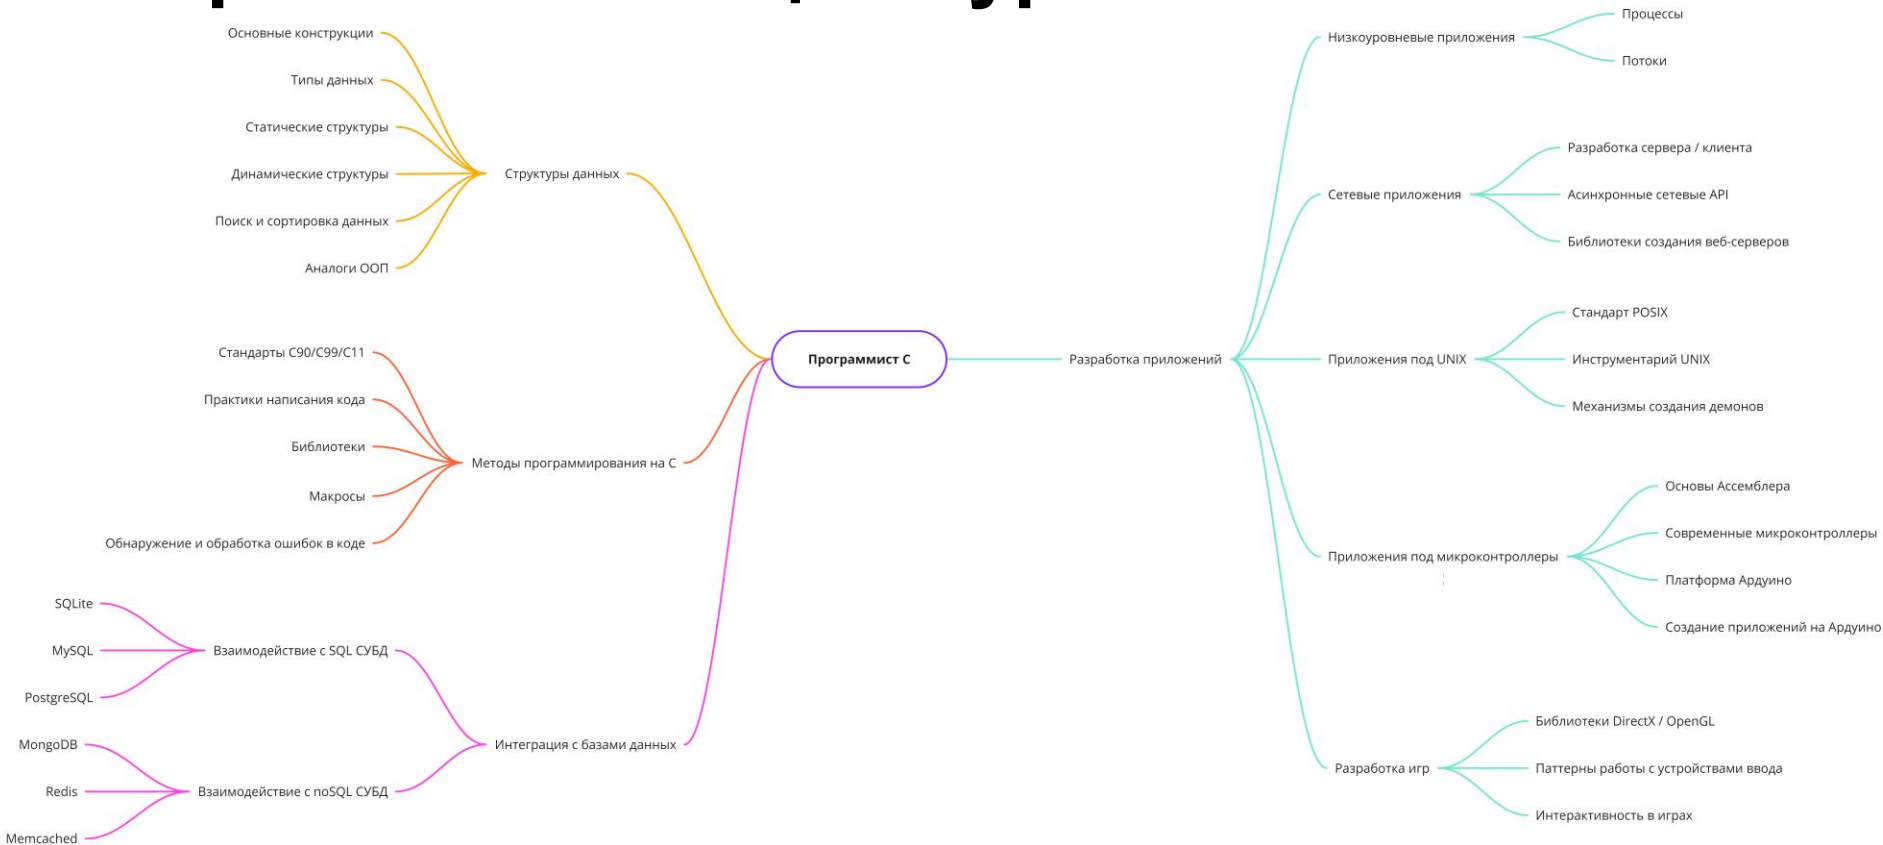 Основные конструкции
Типы данных
Статические структуры
Динамические структуры
Поиск и сортировка данных
Аналоги ООП
Структуры данных
Стандарты C90/C99/C11
Практики написания кода
Библиотеки
Макросы
Обнаружение и обработка ошибок в коде
Методы программирования на C
SQLite
MySQL
PostgreSQL
Взаимодействие с SQL СУБД
MongoDB
Redis
Memcached
Взаимодействие с noSQL СУБД
Интеграция с базами данных
Программист C
Разработка приложений
Низкоуровневые приложения
Процессы
Потоки
Сетевые приложения
Разработка сервера / клиента
Асинхронные сетевые API
Библиотеки создания веб-серверов
Приложения под UNIX
Стандарт POSIX
Инструментарий UNIX
Механизмы создания демонов
Приложения под микроконтроллеры
Основы Ассемблера
Современные микроконтроллеры
Платформа Ардуино
Создание приложений на Ардуино
Разработка игр
Библиотеки DirectX / OpenGL
Паттерны работы с устройствами ввода
Интерактивность в играх